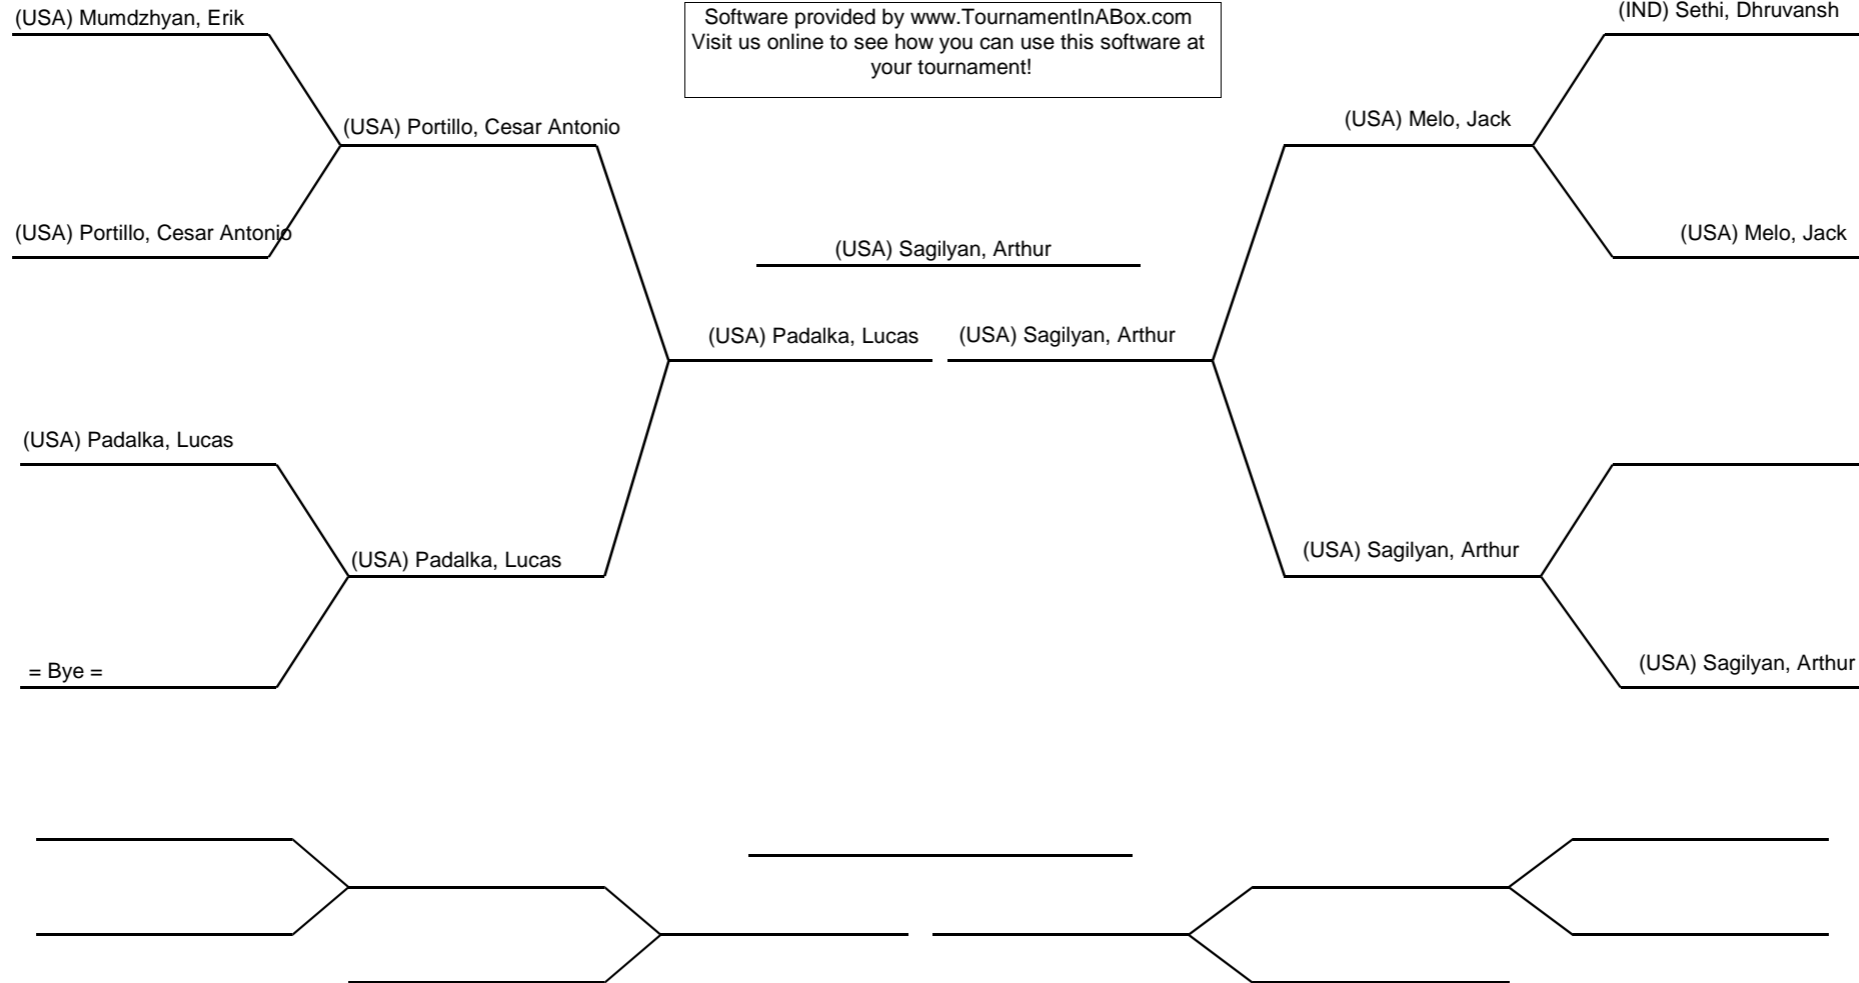 (USA) Mumdzhyan, Erik
Software provided by www.TournamentInABox.com
Visit us online to see how you can use this software at
your tournament!
(IND) Sethi, Dhruvansh
(USA) Portillo, Cesar Antonio
(USA) Melo, Jack
(USA) Portillo, Cesar Antonio
(USA) Sagilyan, Arthur
(USA) Melo, Jack
(USA) Padalka, Lucas
(USA) Sagilyan, Arthur
(USA) Padalka, Lucas
(USA) Padalka, Lucas
(USA) Sagilyan, Arthur
= Bye =
(USA) Sagilyan, Arthur